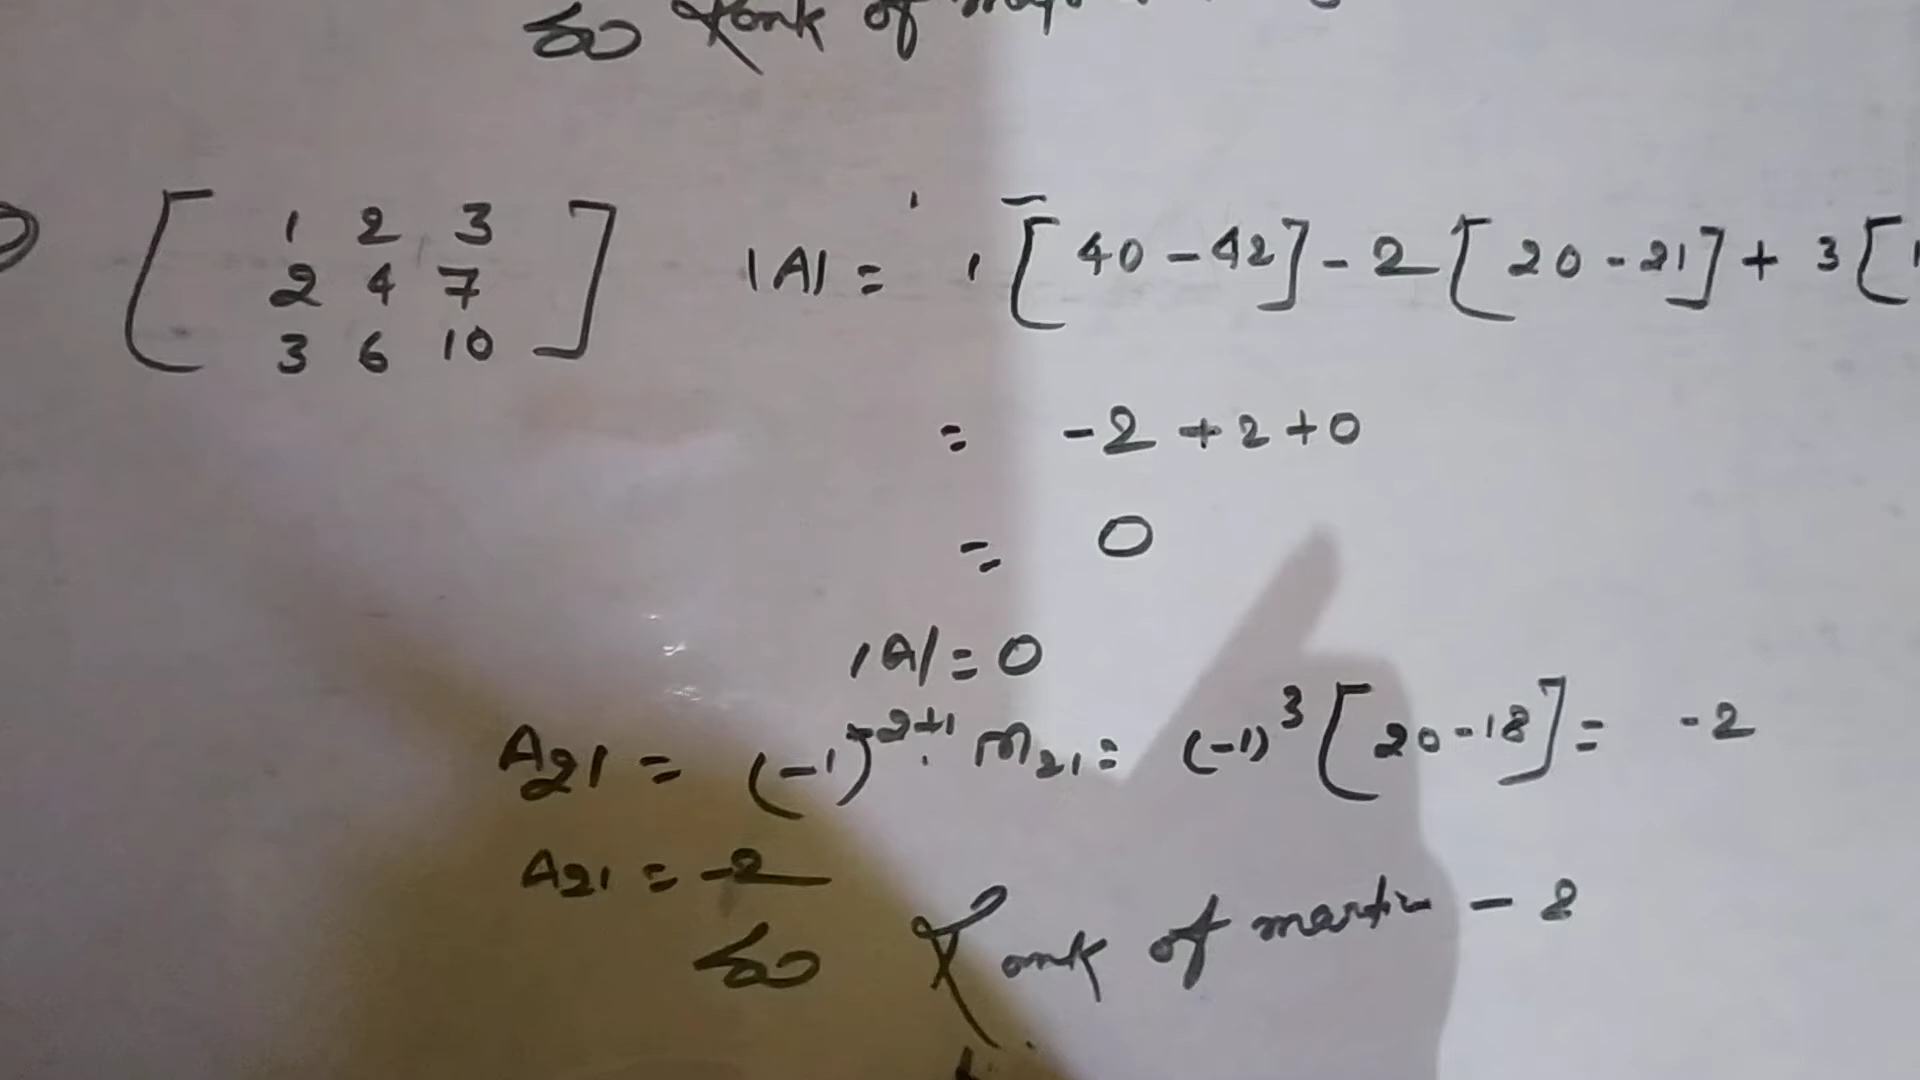 So Rank of
[ 1 2 3
2 4 7
3 6 10 ] |A| = 1 [40 - 42] - 2 [20 - 21] + 3 [
= -2 + 2 + 0
= 0
|A| = 0
A21 = (-1)^2+1 . M21 = (-1)^3 [20 - 18] = -2
A21 = -2
So Rank of - 2